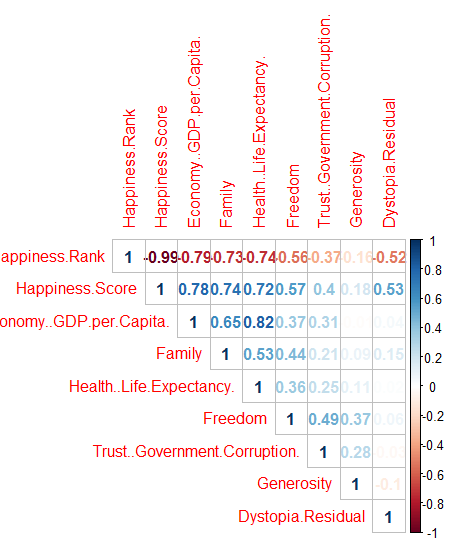 Happiness.Rank
Happiness.Score
Economy..GDP.per.Capita.
Family
Health..Life.Expectancy.
Freedom
Trust..Government.Corruption.
Generosity
Dystopia.Residual
appiness.Rank 1 -0.99 -0.79 -0.73 -0.74 -0.56 -0.37 -0.16 -0.52
Happiness.Score 1 0.78 0.74 0.72 0.57 0.4 0.18 0.53
onomy..GDP.per.Capita. 1 0.65 0.82 0.37 0.31
Family 1 0.53 0.44 0.21 0.09 0.15
Health..Life.Expectancy. 1 0.36 0.25 0.11
Freedom 1 0.49 0.37 0.06
Trust..Government.Corruption. 1 0.28
Generosity 1 -0.1
Dystopia.Residual 1
1
0.8
0.6
0.4
0.2
0
-0.2
-0.4
-0.6
-0.8
-1